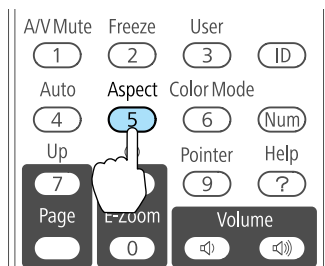 A/V Mute Freeze User
1 2 3 ID
Auto Aspect Color Mode
4 5 6 Num
Up Pointer Help
7 9 ?
Page E-Zoom Volume
0